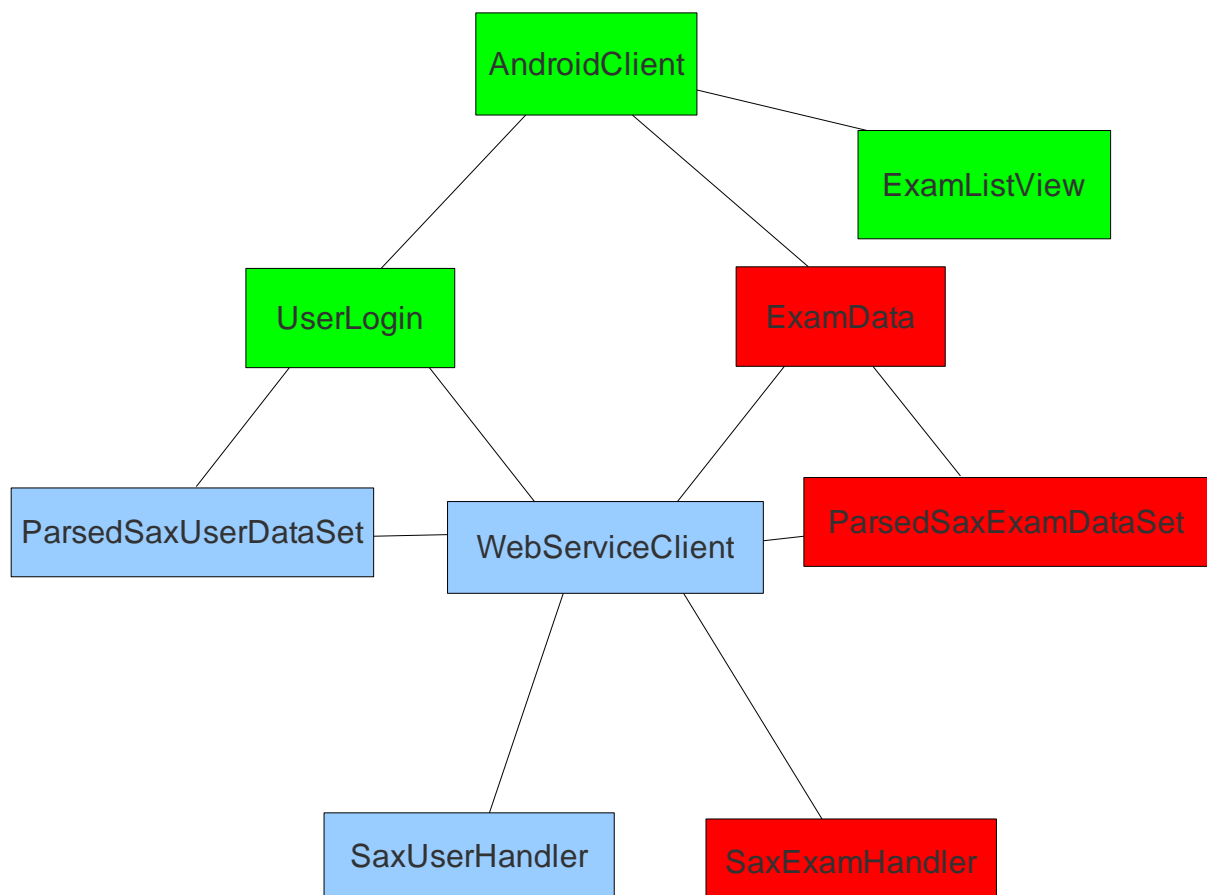 AndroidClient
ExamListView
UserLogin
ExamData
ParsedSaxUserDataSet
WebServiceClient
ParsedSaxExamDataSet
SaxUserHandler
SaxExamHandler